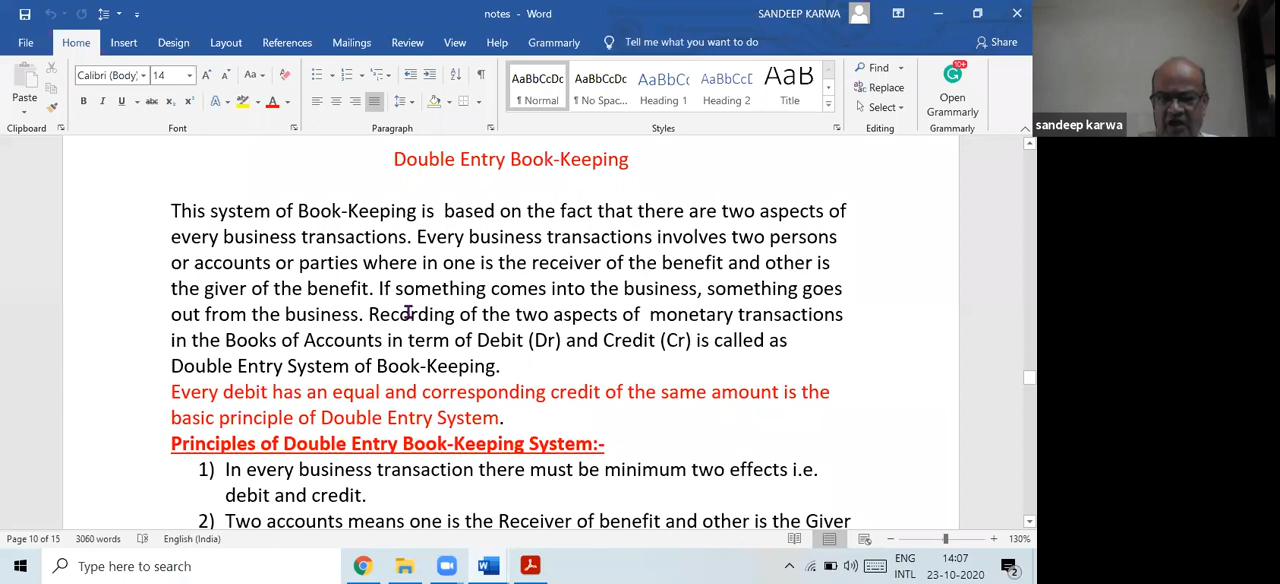 notes - Word
SANDEEP KARWA
File Home Insert Design Layout References Mailings Review View Help Grammarly Tell me what you want to do Share
Paste
Calibri (Body) 14
Aa
B I U abc X₂ X²
A A
AaBbCcDc AaBbCcDc AaBbCc AaBbCcD AaB
¶ Normal ¶ No Spac... Heading 1 Heading 2 Title
Find
Replace
Select
10+
Open
Grammarly
Clipboard Font Paragraph Styles Editing Grammarly
sandeep karwa
Double Entry Book-Keeping
This system of Book-Keeping is based on the fact that there are two aspects of
every business transactions. Every business transactions involves two persons
or accounts or parties where in one is the receiver of the benefit and other is
the giver of the benefit. If something comes into the business, something goes
out from the business. Recording of the two aspects of monetary transactions
in the Books of Accounts in term of Debit (Dr) and Credit (Cr) is called as
Double Entry System of Book-Keeping.
Every debit has an equal and corresponding credit of the same amount is the
basic principle of Double Entry System.
Principles of Double Entry Book-Keeping System:-
1) In every business transaction there must be minimum two effects i.e.
debit and credit.
2) Two accounts means one is the Receiver of benefit and other is the Giver
Page 10 of 15 3060 words English (India) 130%
Type here to search
ENG
INTL
14:07
23-10-2020
2